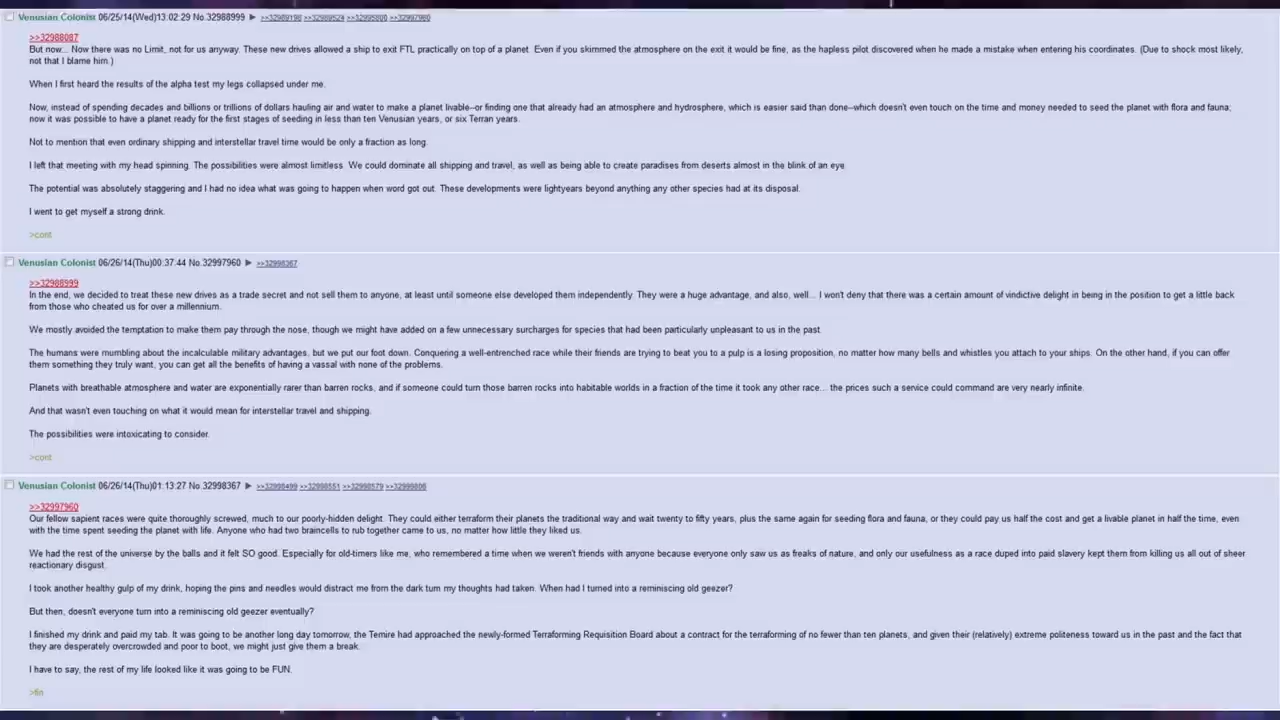 Venusian Colonist 06/25/14(Wed)13:02:29 No.32988999 ▶ >>32989198 >>32989524 >>32995800 >>32997960
>>32988087
But now... Now there was no Limit, not for us anyway. These new drives allowed a ship to exit FTL practically on top of a planet. Even if you skimmed the atmosphere on the exit it would be fine, as the hapless pilot discovered when he made a mistake when entering his coordinates. (Due to shock most likely,
not that I blame him.)
When I first heard the results of the alpha test my legs collapsed under me.
Now, instead of spending decades and billions or trillions of dollars hauling air and water to make a planet livable--or finding one that already had an atmosphere and hydrosphere, which is easier said than done--which doesn't even touch on the time and money needed to seed the planet with flora and fauna;
now it was possible to have a planet ready for the first stages of seeding in less than ten Venusian years, or six Terran years.
Not to mention that even ordinary shipping and interstellar travel time would be only a fraction as long.
I left that meeting with my head spinning. The possibilities were almost limitless. We could dominate all shipping and travel, as well as being able to create paradises from deserts almost in the blink of an eye.
The potential was absolutely staggering and I had no idea what was going to happen when word got out. These developments were lightyears beyond anything any other species had at its disposal.
I went to get myself a strong drink.
>cont
Venusian Colonist 06/26/14(Thu)00:37:44 No.32997960 ▶ >>32998367
>>32988999
In the end, we decided to treat these new drives as a trade secret and not sell them to anyone, at least until someone else developed them independently. They were a huge advantage, and also, well... I won't deny that there was a certain amount of vindictive delight in being in the position to get a little back
from those who cheated us for over a millennium.
We mostly avoided the temptation to make them pay through the nose, though we might have added on a few unnecessary surcharges for species that had been particularly unpleasant to us in the past.
The humans were mumbling about the incalculable military advantages, but we put our foot down. Conquering a well-entrenched race while their friends are trying to beat you to a pulp is a losing proposition, no matter how many bells and whistles you attach to your ships. On the other hand, if you can offer
them something they truly want, you can get all the benefits of having a vassal with none of the problems.
Planets with breathable atmosphere and water are exponentially rarer than barren rocks, and if someone could turn those barren rocks into habitable worlds in a fraction of the time it took any other race... the prices such a service could command are very nearly infinite.
And that wasn't even touching on what it would mean for interstellar travel and shipping.
The possibilities were intoxicating to consider.
>cont
Venusian Colonist 06/26/14(Thu)01:13:27 No.32998367 ▶ >>32998499 >>32998551 >>32998579 >>32999808
>>32997960
Our fellow sapient races were quite thoroughly screwed, much to our poorly-hidden delight. They could either terraform their planets the traditional way and wait twenty to fifty years, plus the same again for seeding flora and fauna, or they could pay us half the cost and get a livable planet in half the time, even
with the time spent seeding the planet with life. Anyone who had two braincells to rub together came to us, no matter how little they liked us.
We had the rest of the universe by the balls and it felt SO good. Especially for old-timers like me, who remembered a time when we weren't friends with anyone because everyone only saw us as freaks of nature, and only our usefulness as a race duped into paid slavery kept them from killing us all out of sheer
reactionary disgust.
I took another healthy gulp of my drink, hoping the pins and needles would distract me from the dark turn my thoughts had taken. When had I turned into a reminiscing old geezer?
But then, doesn't everyone turn into a reminiscing old geezer eventually?
I finished my drink and paid my tab. It was going to be another long day tomorrow, the Temire had approached the newly-formed Terraforming Requisition Board about a contract for the terraforming of no fewer than ten planets, and given their (relatively) extreme politeness toward us in the past and the fact that
they are desperately overcrowded and poor to boot, we might just give them a break.
I have to say, the rest of my life looked like it was going to be FUN.
>fin